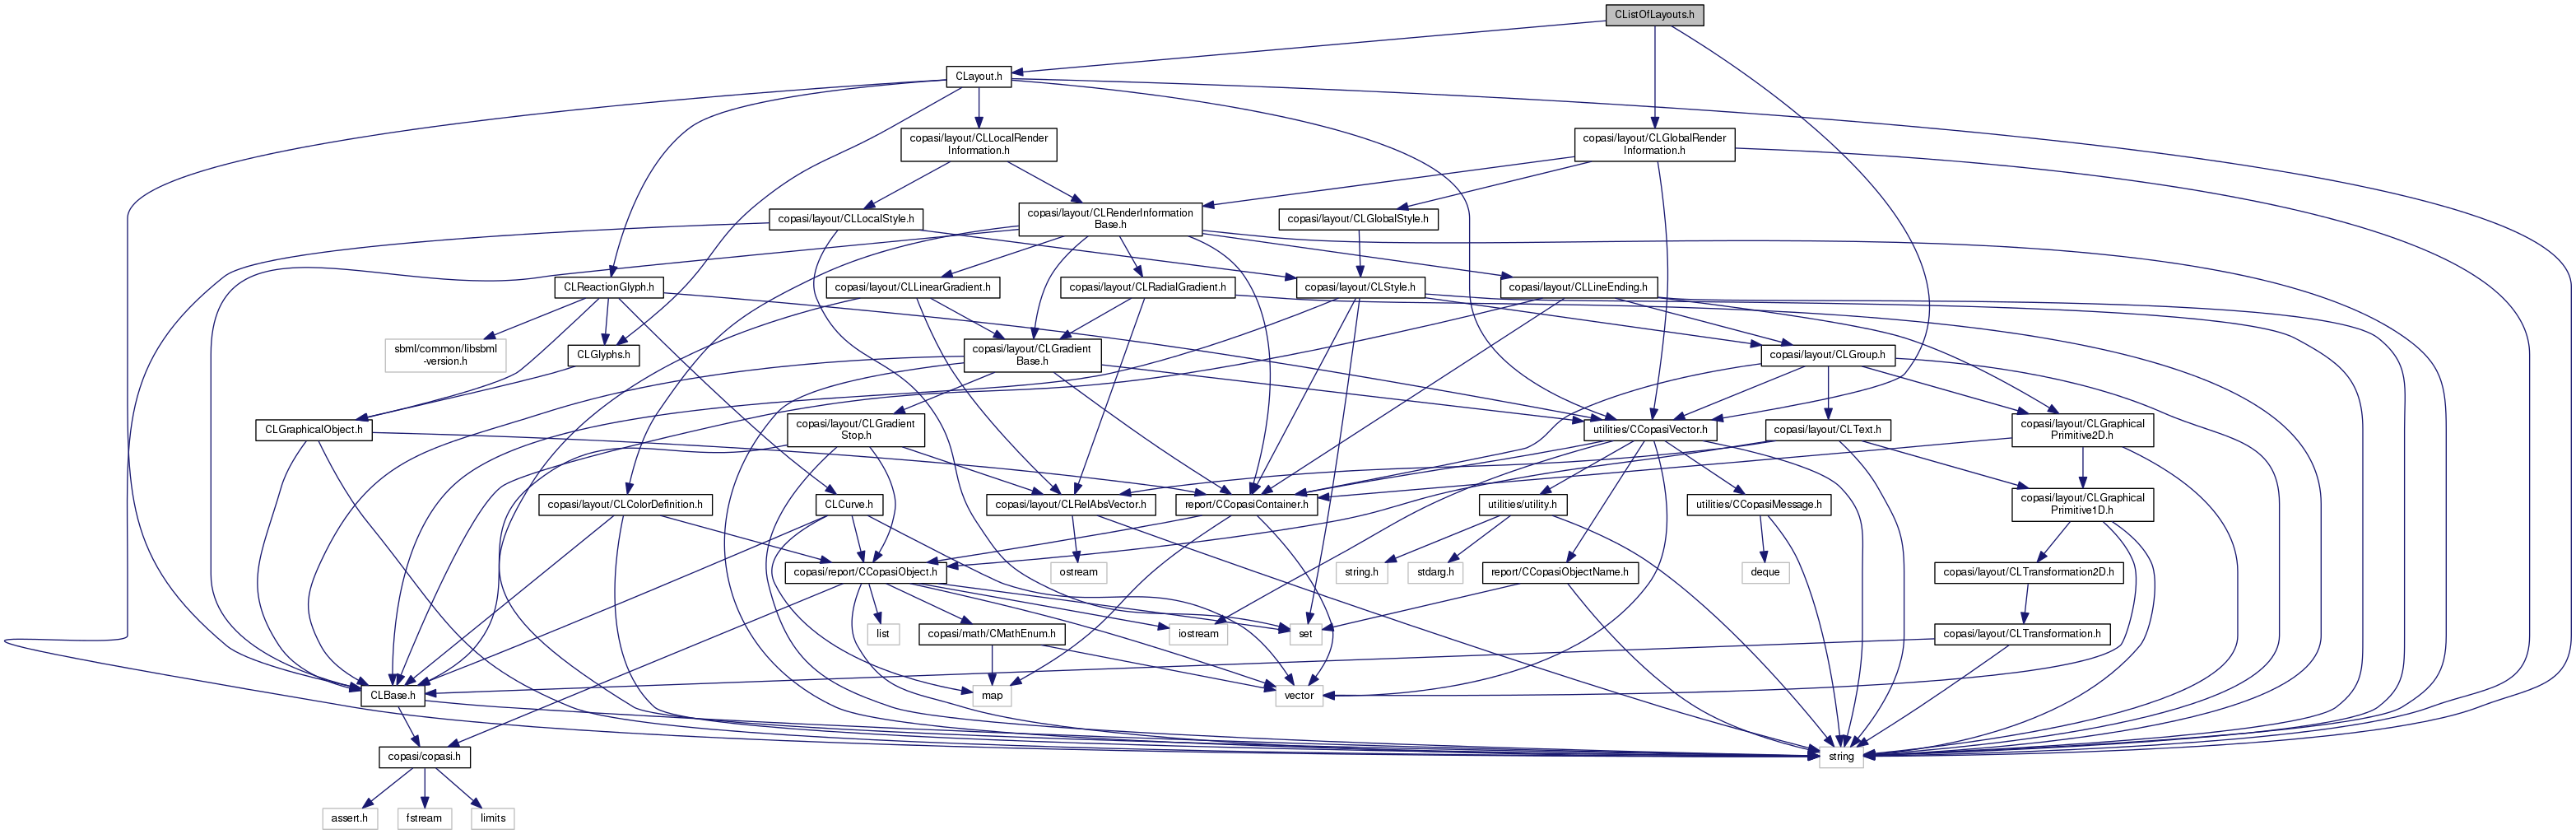 CListOfLayouts.h
CLayout.h
copasi/layout/CLLocalRender
Information.h
copasi/layout/CLGlobalRender
Information.h
copasi/layout/CLLocalStyle.h
copasi/layout/CLRenderInformation
Base.h
copasi/layout/CLGlobalStyle.h
CLReactionGlyph.h
copasi/layout/CLLinearGradient.h
copasi/layout/CLRadialGradient.h
copasi/layout/CLStyle.h
copasi/layout/CLLineEnding.h
sbml/common/libsbml
-version.h
CLGlyphs.h
copasi/layout/CLGradient
Base.h
copasi/layout/CLGroup.h
CLGraphicalObject.h
copasi/layout/CLGradient
Stop.h
utilities/CCopasiVector.h
copasi/layout/CLText.h
copasi/layout/CLGraphical
Primitive2D.h
copasi/layout/CLColorDefinition.h
CLCurve.h
copasi/layout/CLRelAbsVector.h
report/CCopasiContainer.h
utilities/utility.h
utilities/CCopasiMessage.h
copasi/layout/CLGraphical
Primitive1D.h
copasi/report/CCopasiObject.h
ostream
string.h
stdarg.h
report/CCopasiObjectName.h
deque
copasi/layout/CLTransformation2D.h
list
copasi/math/CMathEnum.h
iostream
set
copasi/layout/CLTransformation.h
CLBase.h
map
vector
copasi/copasi.h
string
assert.h
fstream
limits